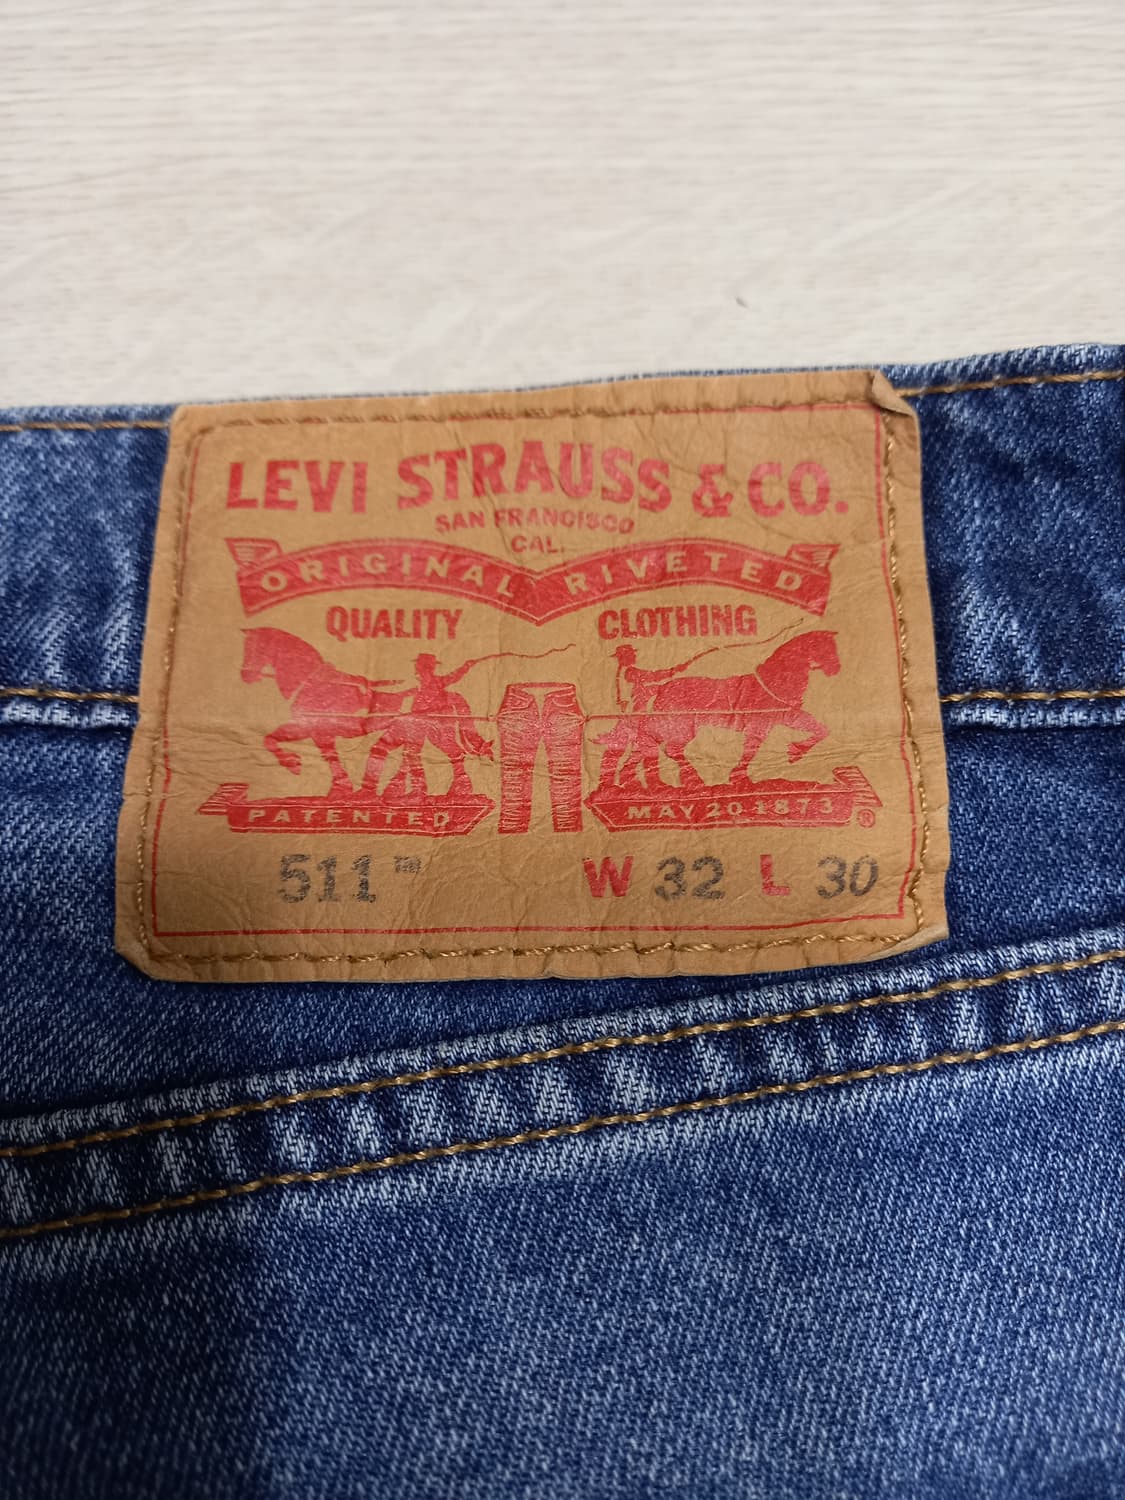 LEVI STRAUSS & CO.
SAN FRANCISCO
CAL.
ORIGINAL RIVETED
QUALITY CLOTHING
PATENTED MAY 20 1873 ®
511™ W 32 L 30